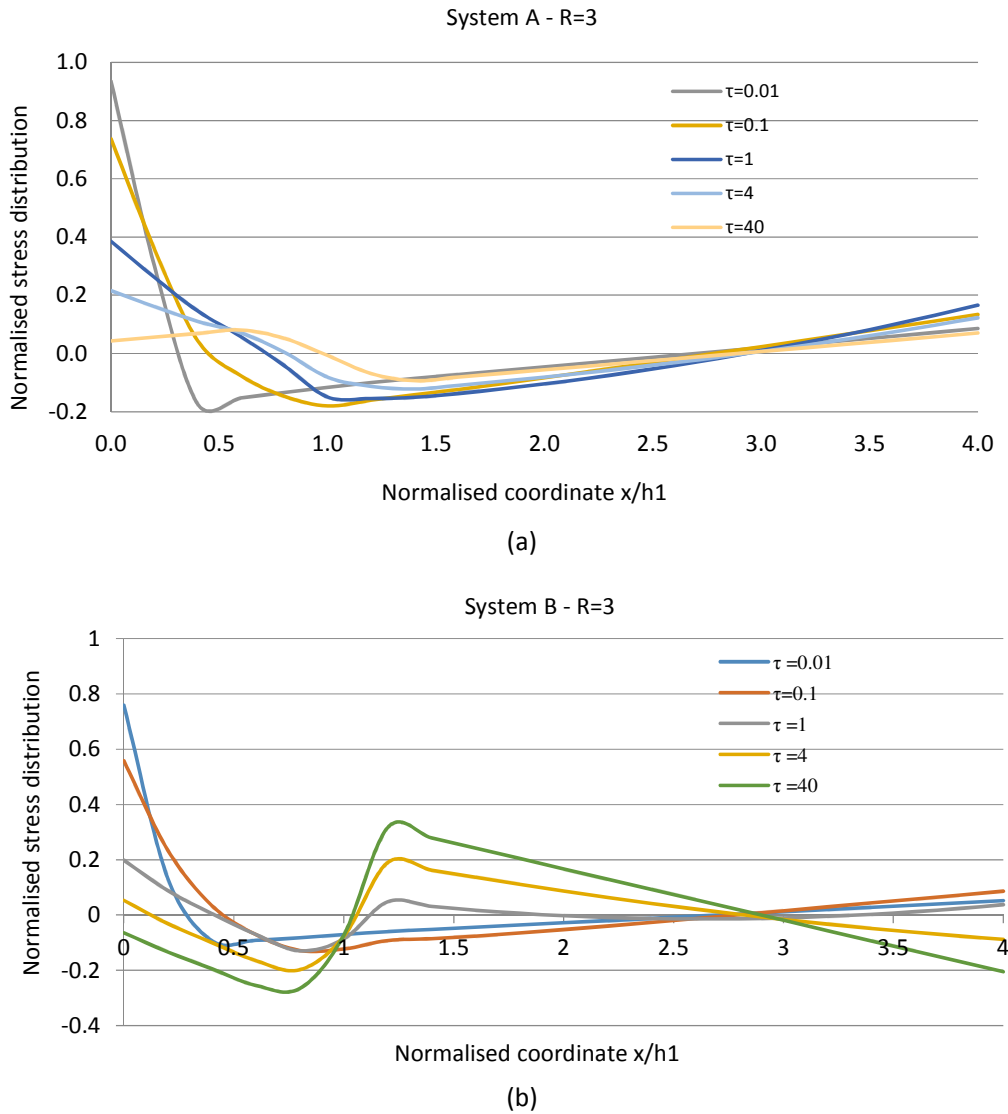 System A - R=3
Normalised stress distribution
1.0
0.8
0.6
0.4
0.2
0.0
-0.2
τ=0.01
τ=0.1
τ=1
τ=4
τ=40
0.0 0.5 1.0 1.5 2.0 2.5 3.0 3.5 4.0
Normalised coordinate x/h1
(a)
System B - R=3
Normalised stress distribution
1
0.8
0.6
0.4
0.2
0
-0.2
-0.4
τ =0.01
τ=0.1
τ =1
τ =4
τ =40
0 0.5 1 1.5 2 2.5 3 3.5 4
Normalised coordinate x/h1
(b)